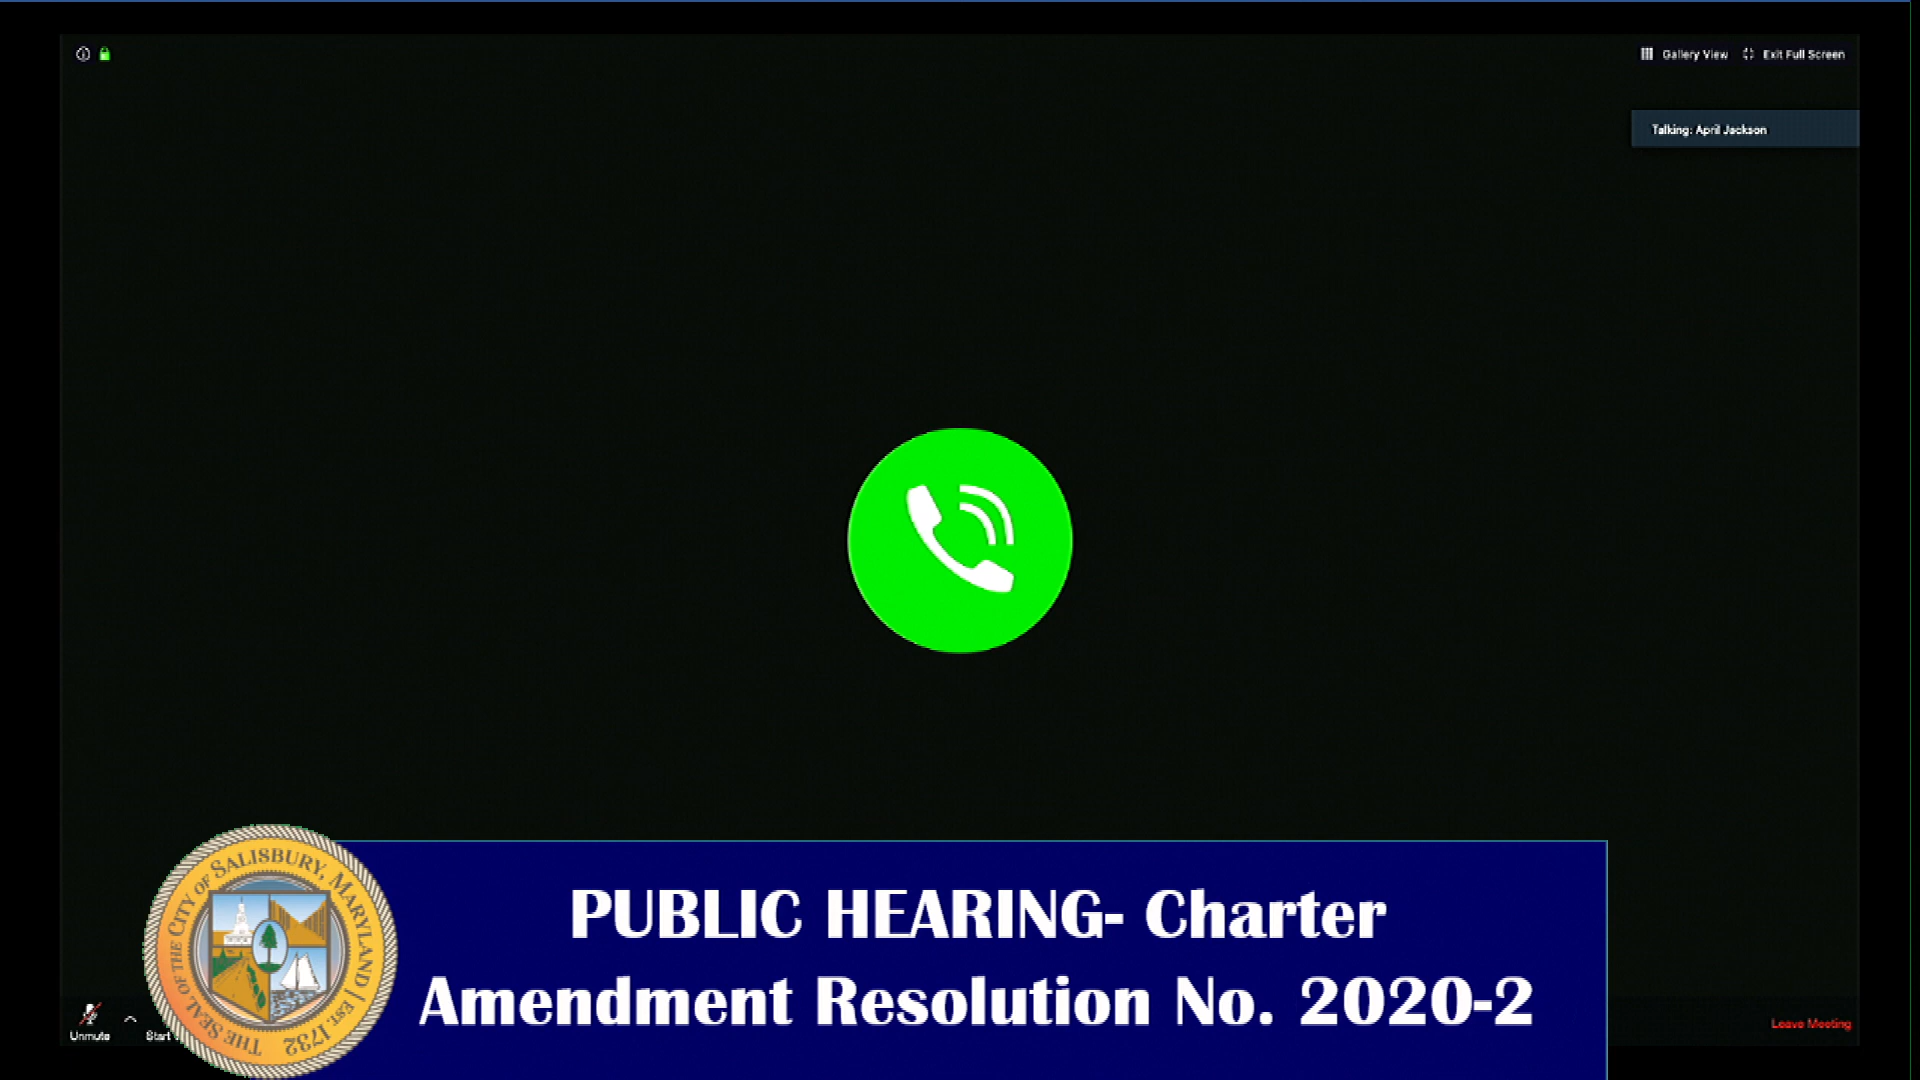 Gallery View Exit Full Screen
Talking: April Jackson
THE SEAL OF THE CITY OF SALISBURY, MARYLAND | EST. 1732
PUBLIC HEARING- Charter
Amendment Resolution No. 2020-2
Unmute Start
Leave Meeting